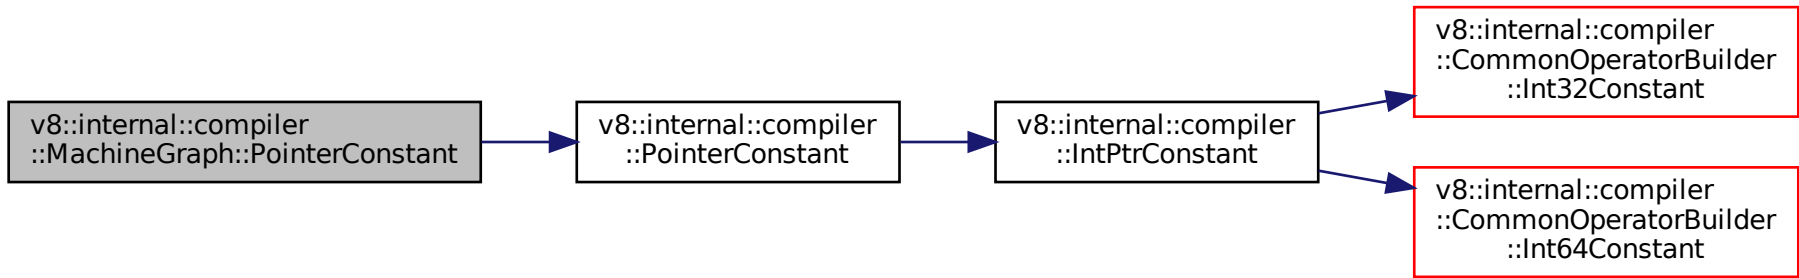 v8::internal::compiler
::MachineGraph::PointerConstant
v8::internal::compiler
::PointerConstant
v8::internal::compiler
::IntPtrConstant
v8::internal::compiler
::CommonOperatorBuilder
::Int32Constant
v8::internal::compiler
::CommonOperatorBuilder
::Int64Constant